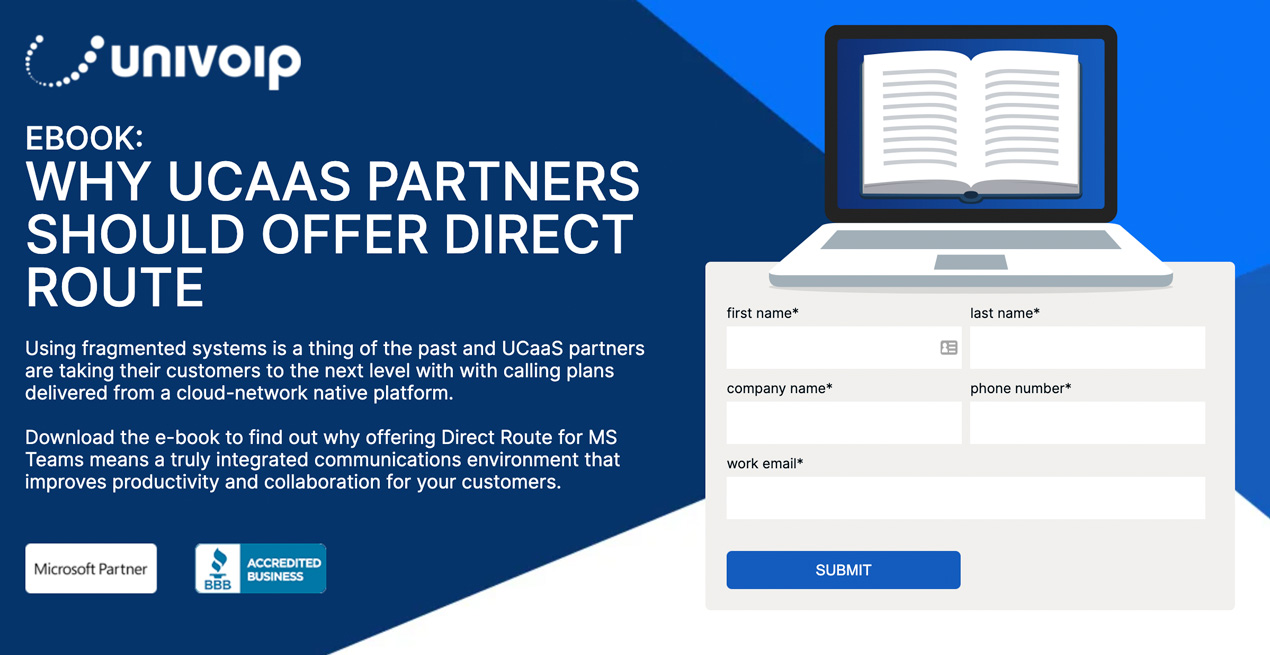 UNIVOIP
EBOOK:
WHY UCAAS PARTNERS
SHOULD OFFER DIRECT
ROUTE
Using fragmented systems is a thing of the past and UCaaS partners
are taking their customers to the next level with with calling plans
delivered from a cloud-network native platform.
Download the e-book to find out why offering Direct Route for MS
Teams means a truly integrated communications environment that
improves productivity and collaboration for your customers.
Microsoft Partner
BBB
ACCREDITED
BUSINESS
first name*
last name*
company name*
phone number*
work email*
SUBMIT